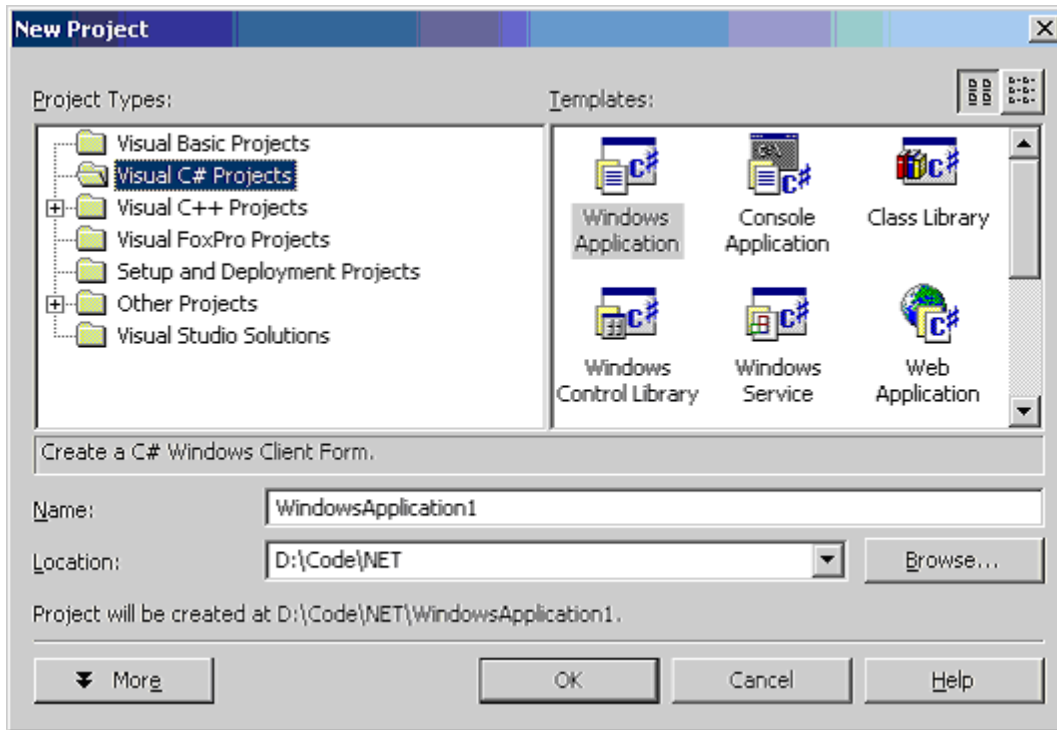 New Project
Project Types:
Templates:
Visual Basic Projects
Visual C# Projects
Visual C++ Projects
Visual FoxPro Projects
Setup and Deployment Projects
Other Projects
Visual Studio Solutions
Windows
Application
Console
Application
Class Library
Windows
Control Library
Windows
Service
Web
Application
Create a C# Windows Client Form.
Name:
WindowsApplication1
Location:
D:\Code\NET
Browse...
Project will be created at D:\Code\NET\WindowsApplication1.
More
OK
Cancel
Help